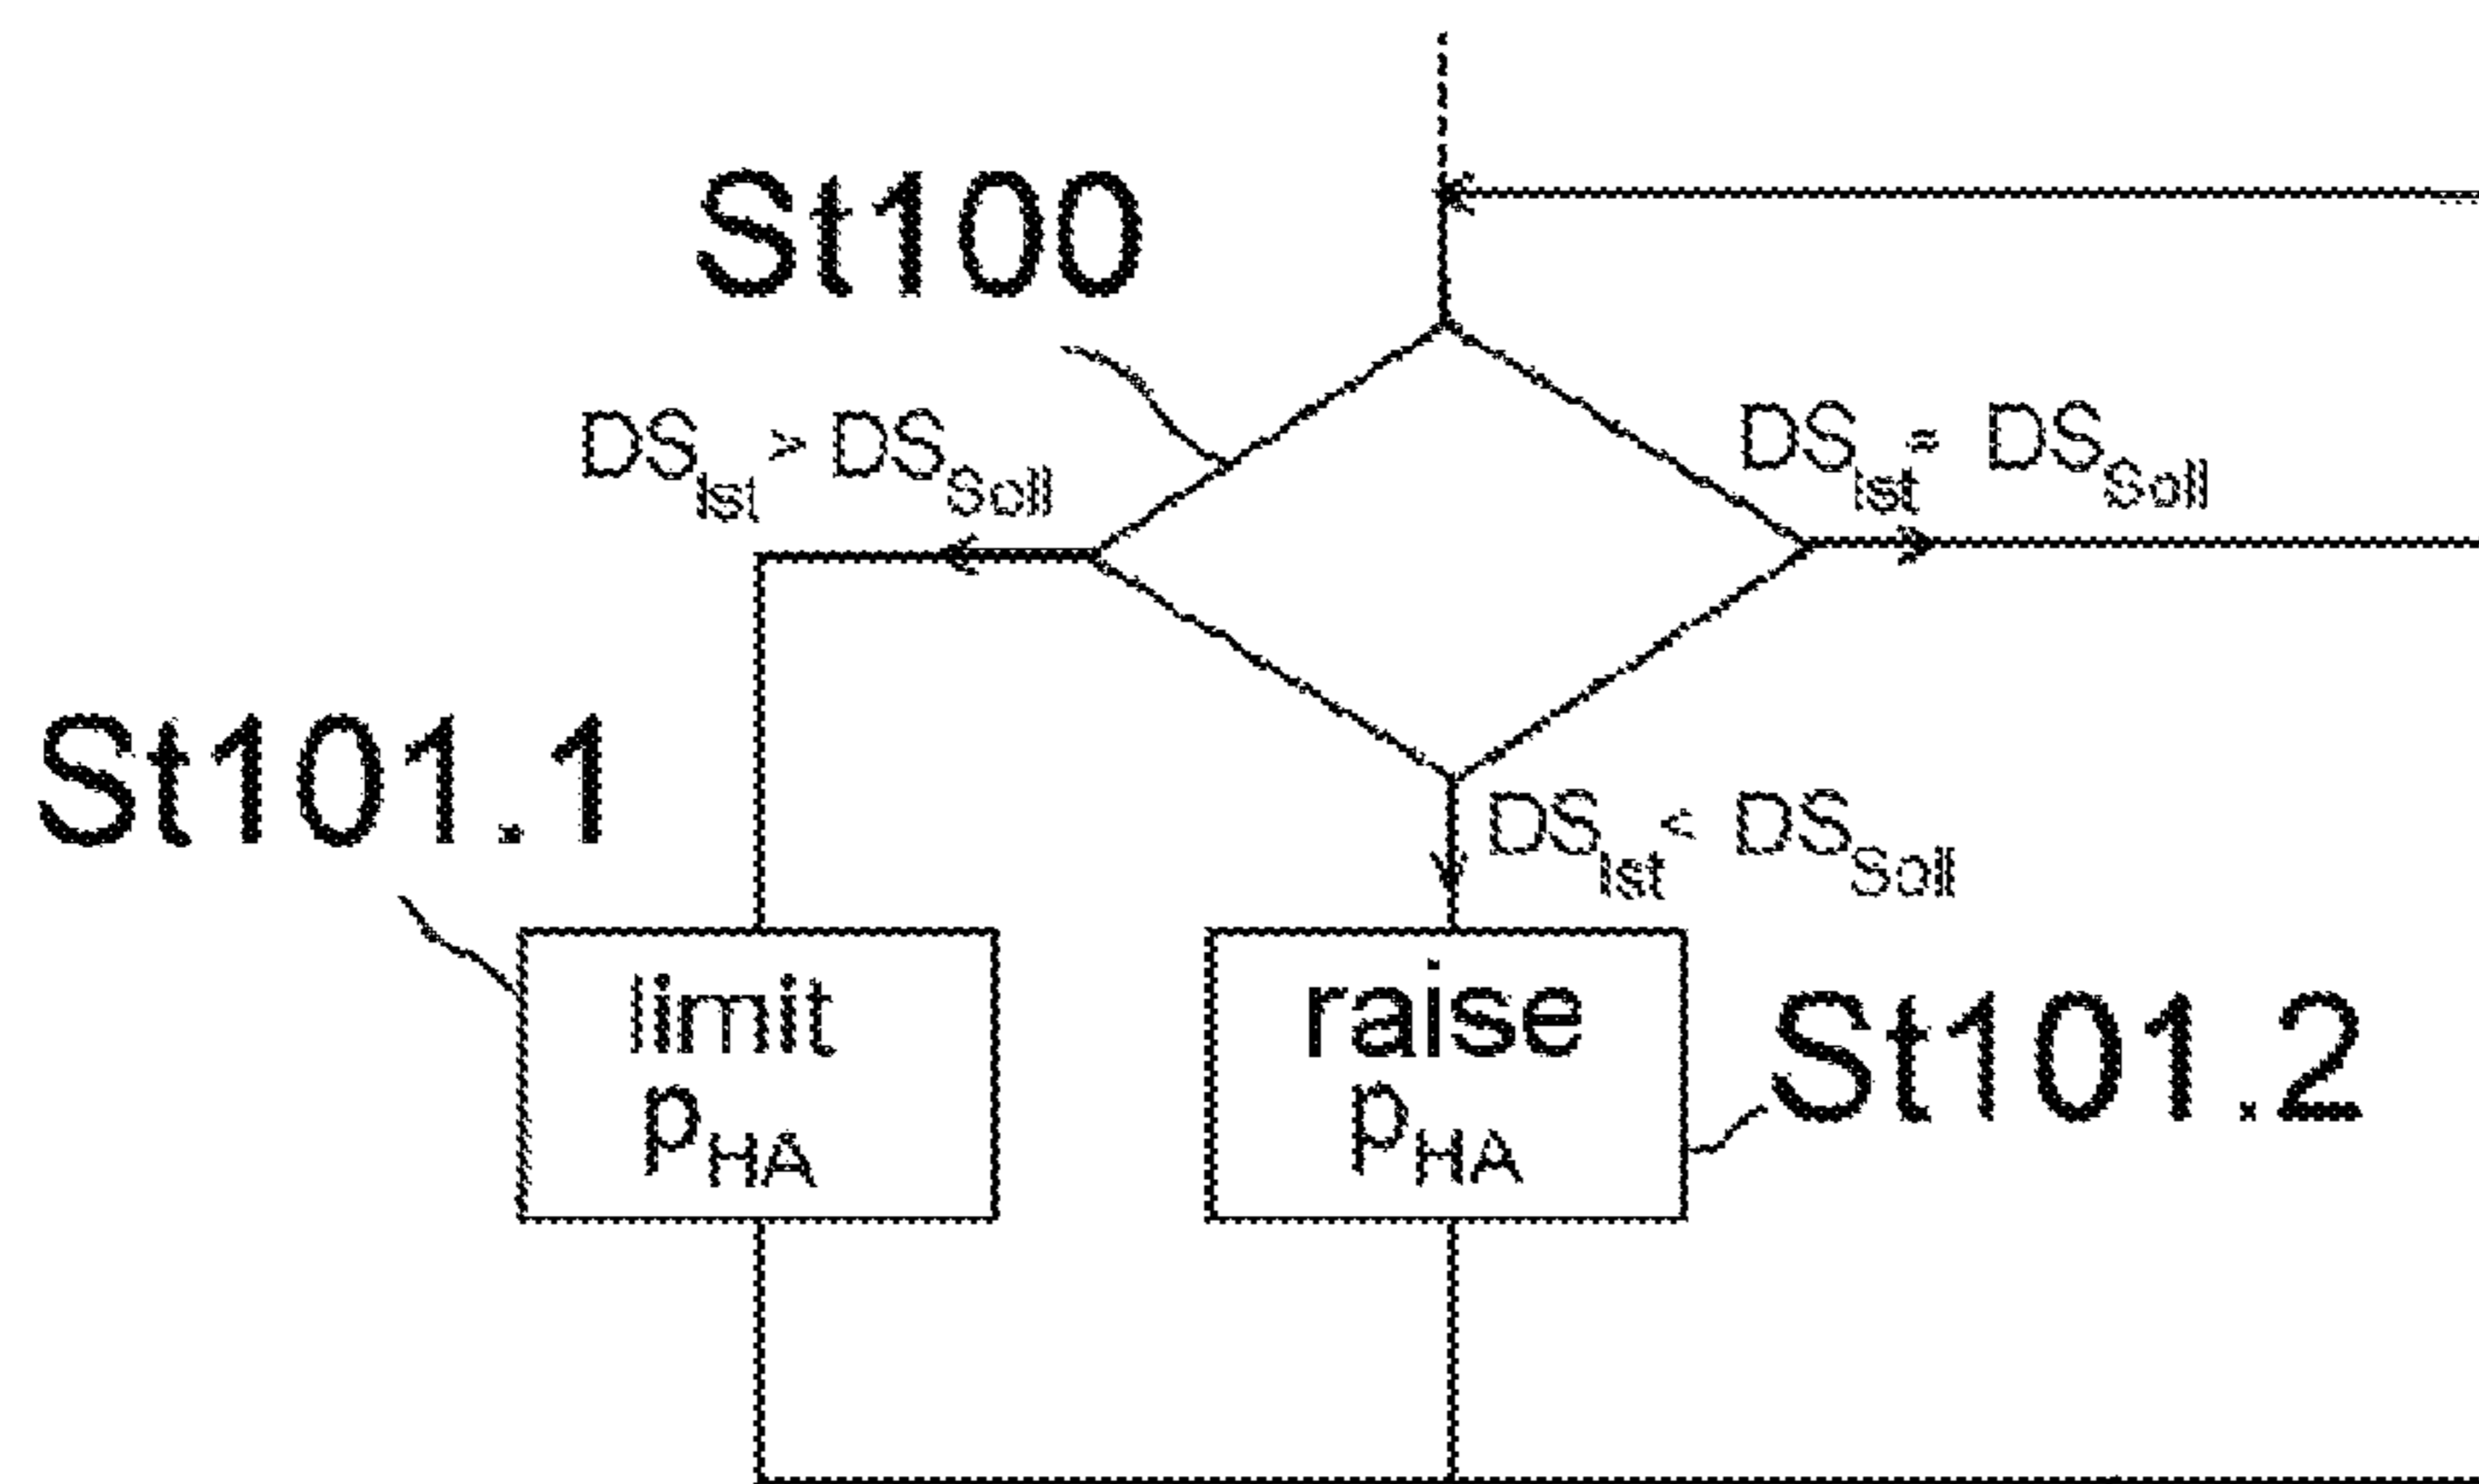 St100
DS_Ist > DS_Soll
DS_Ist = DS_Soll
St101.1
DS_Ist < DS_Soll
limit
p_HA
raise
p_HA
St101.2